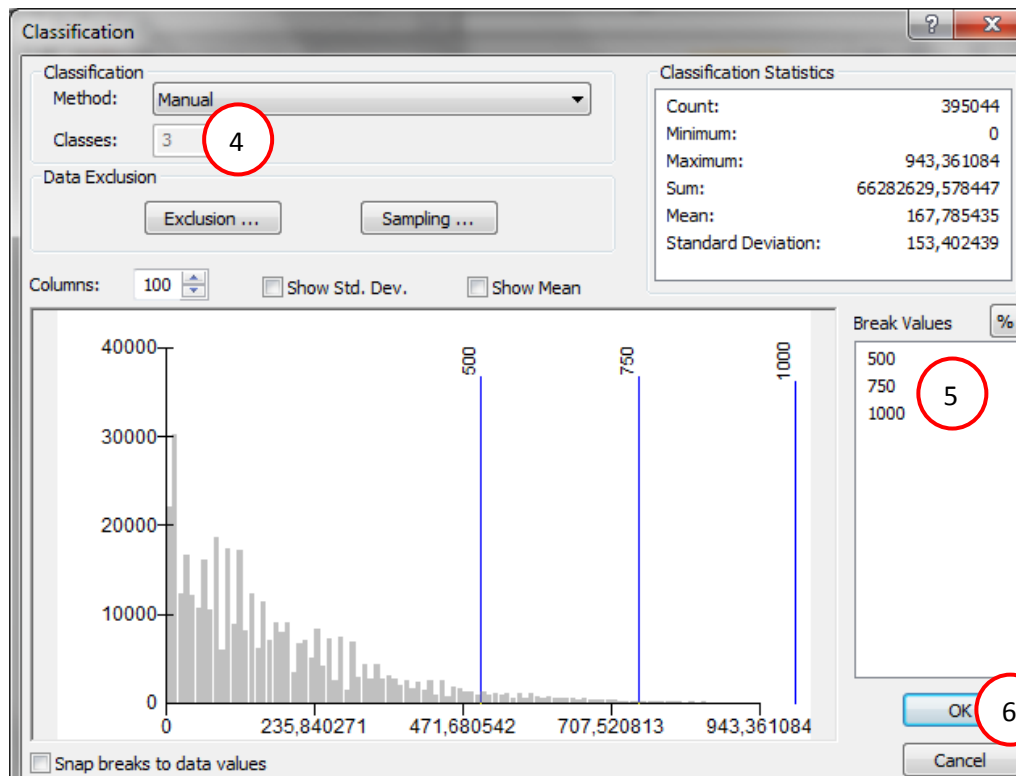 Classification
?
X
Classification
Method: Manual
Classes: 3
4
Data Exclusion
Exclusion ...
Sampling ...
Classification Statistics
Count: 395044
Minimum: 0
Maximum: 943,361084
Sum: 66282629,578447
Mean: 167,785435
Standard Deviation: 153,402439
Columns: 100
Show Std. Dev.
Show Mean
40000
30000
20000
10000
0
500
750
1000
0 235,840271 471,680542 707,520813 943,361084
Break Values %
500
750
1000
5
OK
6
Cancel
Snap breaks to data values